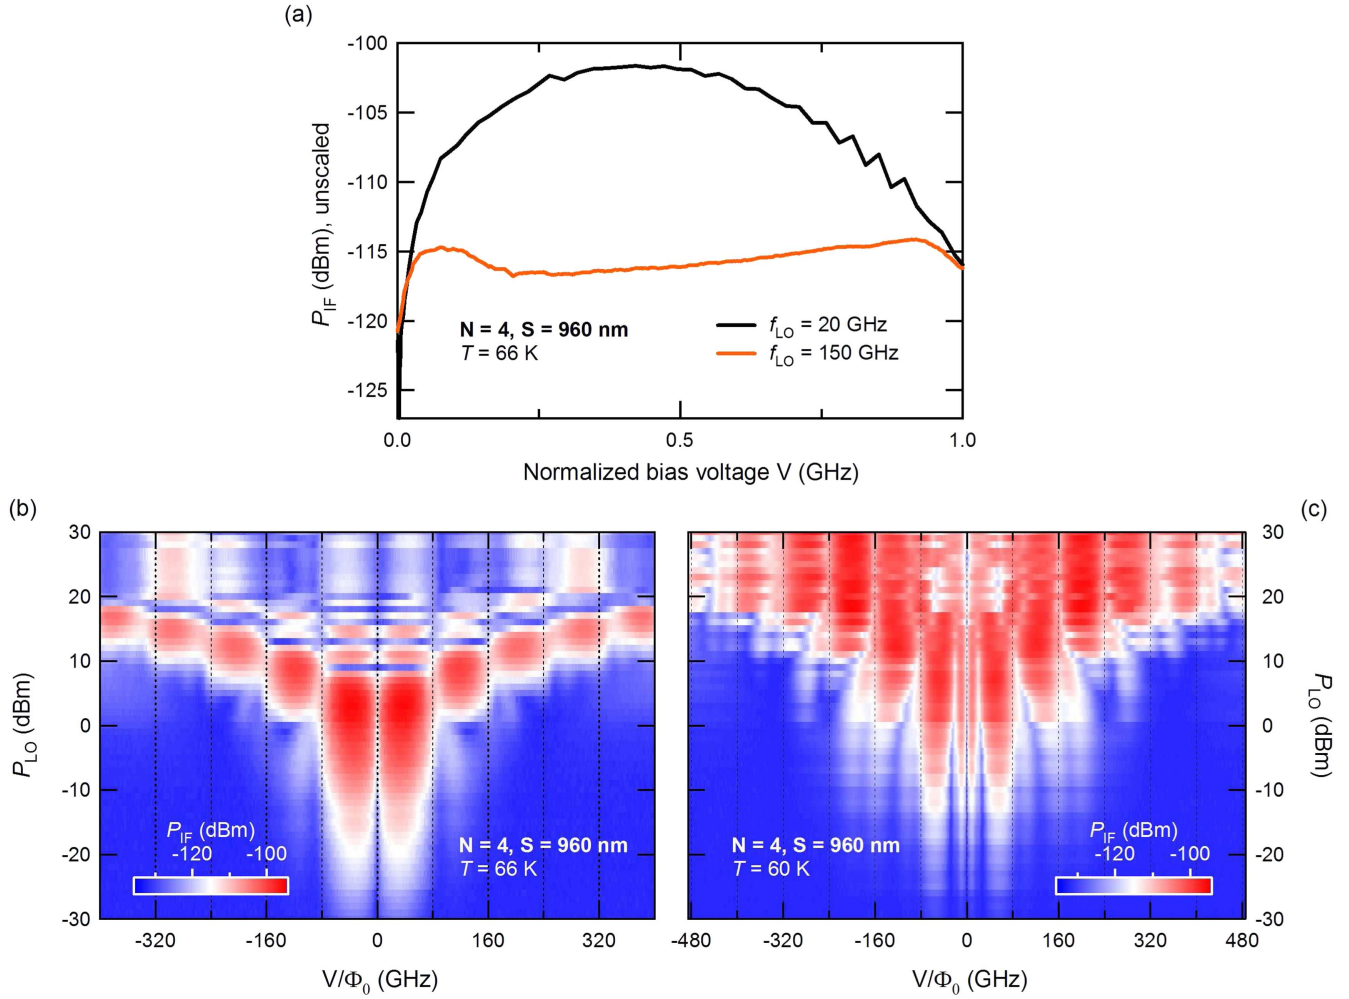 (a)
-100
-105
-110
-115
-120
-125
P_IF (dBm), unscaled
N = 4, S = 960 nm
T = 66 K
f_LO = 20 GHz
f_LO = 150 GHz
0.0 0.5 1.0
Normalized bias voltage V (GHz)
(b)
30
20
10
0
-10
-20
-30
P_LO (dBm)
P_IF (dBm)
-120 -100
N = 4, S = 960 nm
T = 66 K
-320 -160 0 160 320
V/Φ₀ (GHz)
(c)
30
20
10
0
-10
-20
-30
P_LO (dBm)
N = 4, S = 960 nm
T = 60 K
P_IF (dBm)
-120 -100
-480 -320 -160 0 160 320 480
V/Φ₀ (GHz)